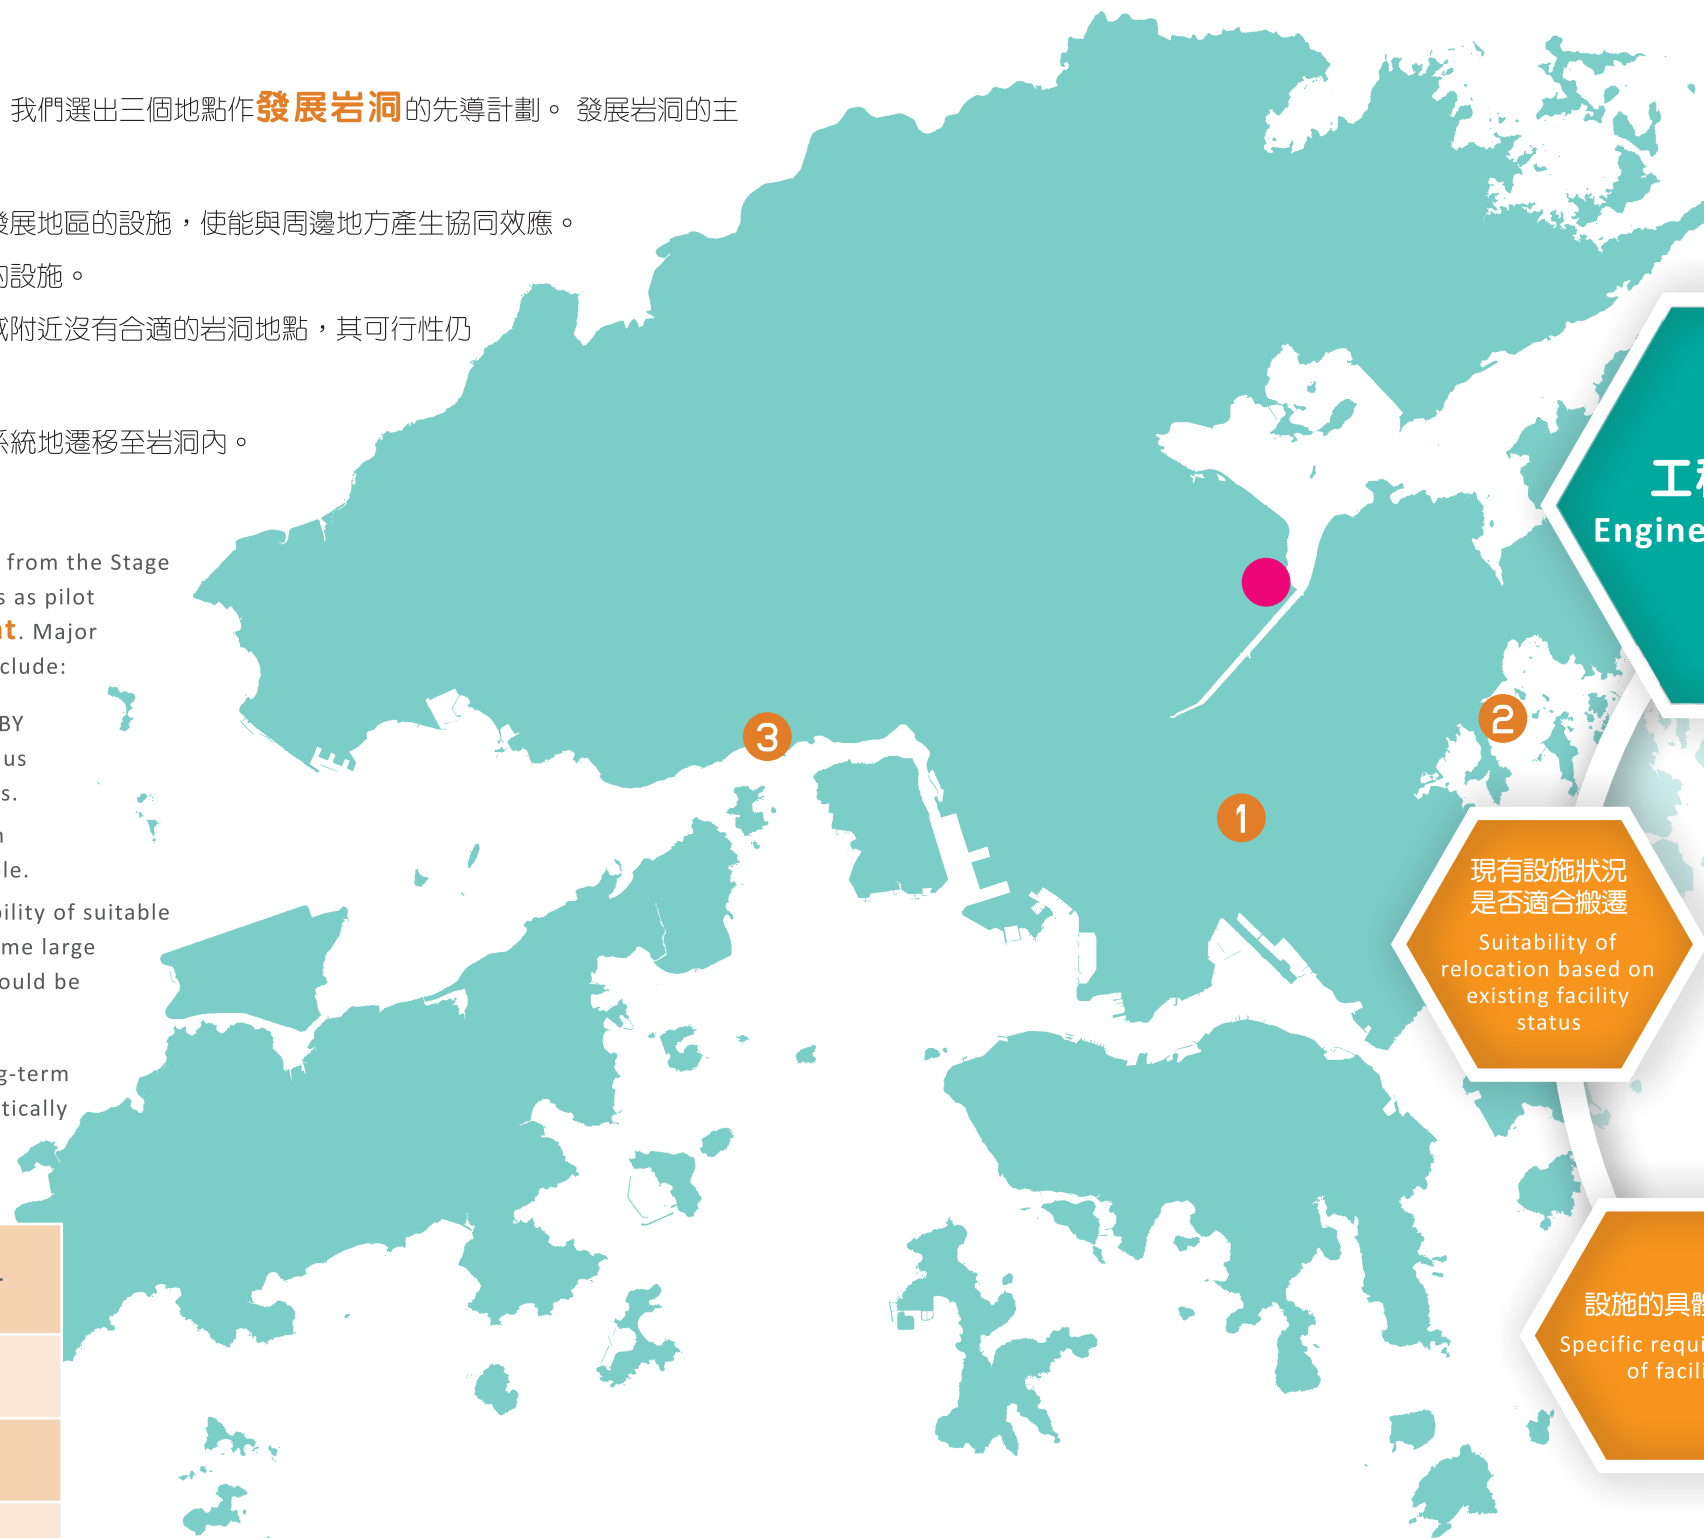 我們選出三個地點作發展岩洞的先導計劃。 發展岩洞的主
發展地區的設施，使能與周邊地方產生協同效應。
的設施。
或附近沒有合適的岩洞地點，其可行性仍
系統地遷移至岩洞內。
from the Stage
s as pilot
nt. Major
clude:
BY
us
s.
n
le.
bility of suitable
me large
ould be
g-term
tically
3
2
1
工程
Engine
現有設施狀況
是否適合搬遷
Suitability of
relocation based on
existing facility
status
設施的具體
Specific requi
of facili